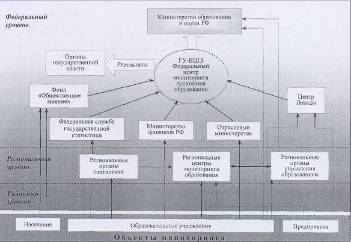 Федеральный
уровень
Министерство образования
и науки РФ
Органы
государственной
власти
Результаты
ГУ-ВШЭ
Федеральный
центр
мониторинга
экономики
образования
Фонд
«Общественное
мнение»
Центр
Левады
Федеральная служба
государственной
статистики
Министерство
финансов РФ
Отраслевые
министерства
Региональный
уровень
Региональные
органы
статистики
Региональные
центры
мониторинга
образования
Региональные
органы
управления
образованием
уровень
Население
Образовательные учреждения
Предприятия
Объекты мониторинга